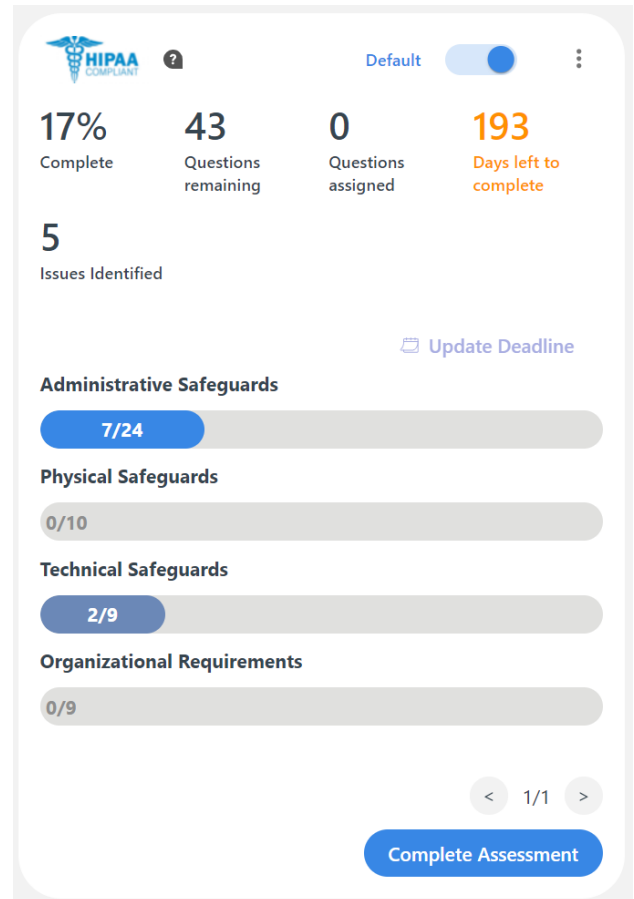 HIPAA
COMPLIANT
?
Default
17%
Complete
43
Questions
remaining
0
Questions
assigned
193
Days left to
complete
5
Issues Identified
Update Deadline
Administrative Safeguards
7/24
Physical Safeguards
0/10
Technical Safeguards
2/9
Organizational Requirements
0/9
< 1/1 >
Complete Assessment